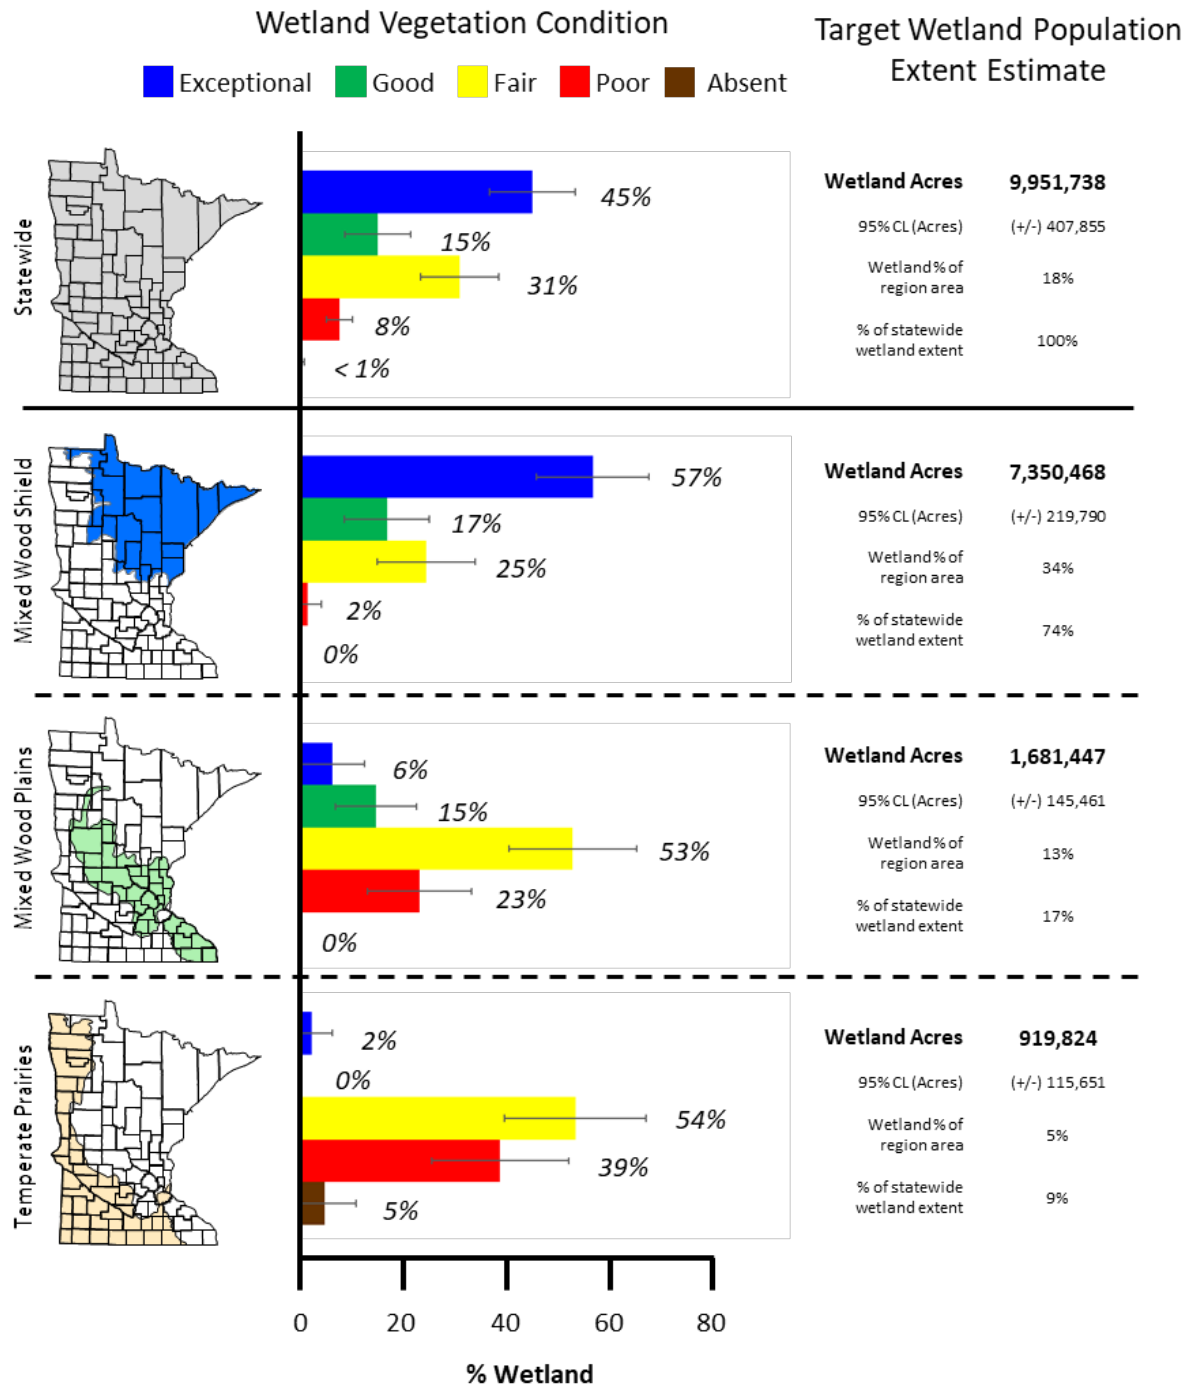 Wetland Vegetation Condition
Target Wetland Population
Extent Estimate
Exceptional Good Fair Poor Absent
Statewide
45%
15%
31%
8%
< 1%
Wetland Acres 9,951,738
95% CL (Acres) (+/-) 407,855
Wetland % of
region area 18%
% of statewide
wetland extent 100%
Mixed Wood Shield
57%
17%
25%
2%
0%
Wetland Acres 7,350,468
95% CL (Acres) (+/-) 219,790
Wetland % of
region area 34%
% of statewide
wetland extent 74%
Mixed Wood Plains
6%
15%
53%
23%
0%
Wetland Acres 1,681,447
95% CL (Acres) (+/-) 145,461
Wetland % of
region area 13%
% of statewide
wetland extent 17%
Temperate Prairies
2%
0%
54%
39%
5%
Wetland Acres 919,824
95% CL (Acres) (+/-) 115,651
Wetland % of
region area 5%
% of statewide
wetland extent 9%
0 20 40 60 80
% Wetland